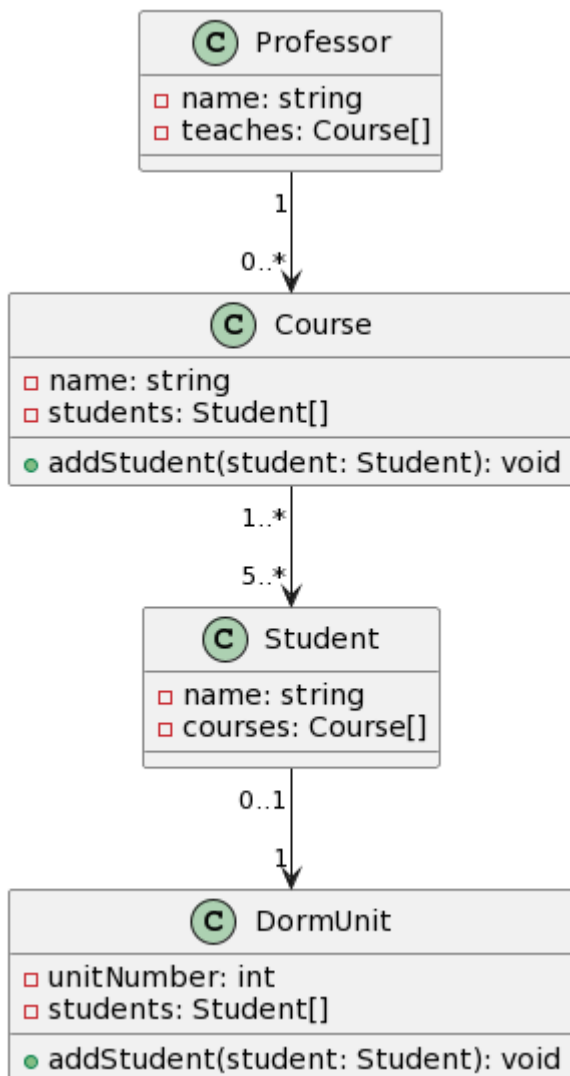 C Professor
name: string
teaches: Course[]
1
0..*
C Course
name: string
students: Student[]
addStudent(student: Student): void
1..*
5..*
C Student
name: string
courses: Course[]
0..1
1
C DormUnit
unitNumber: int
students: Student[]
addStudent(student: Student): void